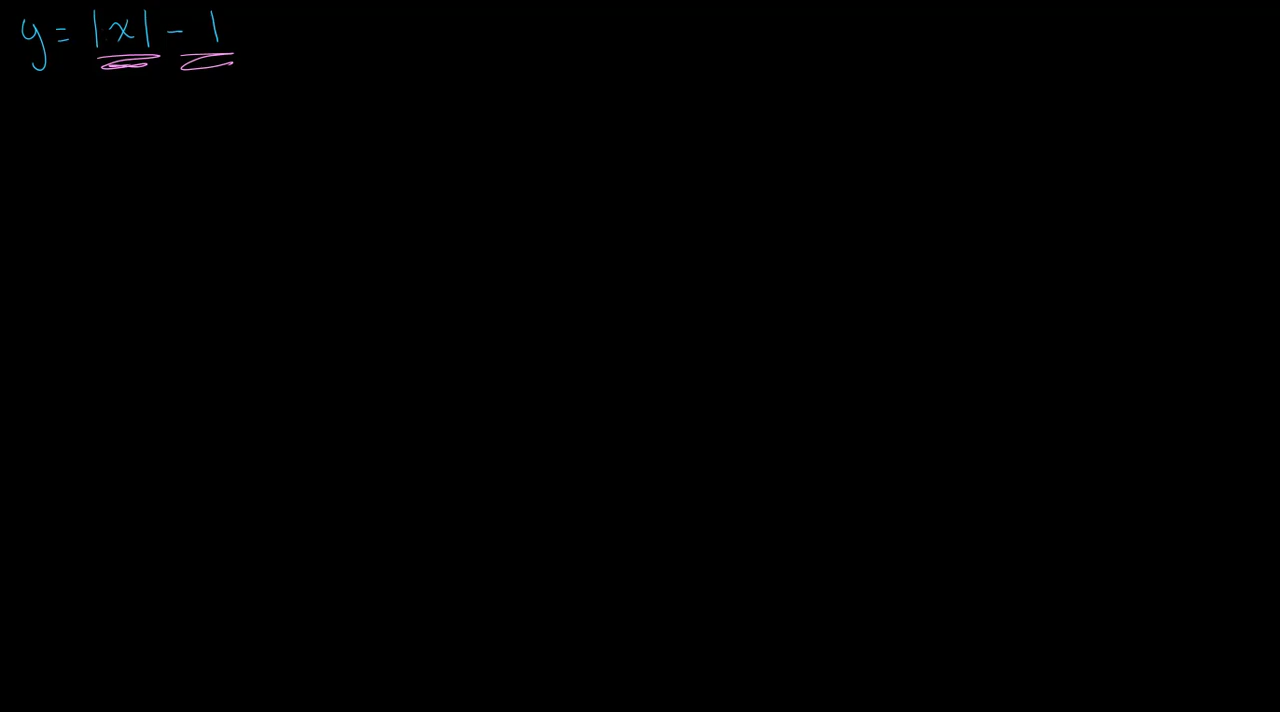 y = |x| - 1